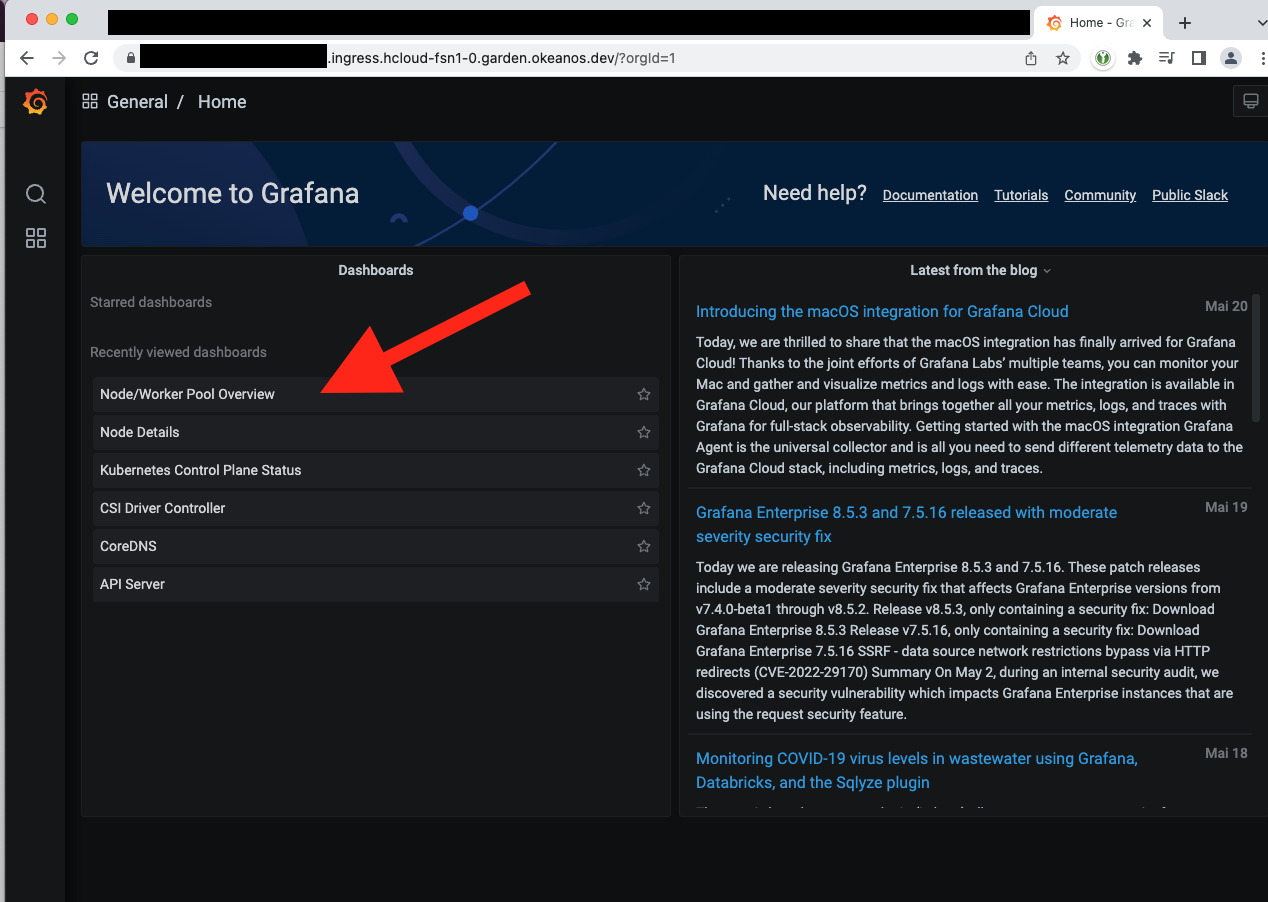 Home - Gra
.ingress.hcloud-fsn1-0.garden.okeanos.dev/?orgId=1
General / Home
Welcome to Grafana
Need help? Documentation Tutorials Community Public Slack
Dashboards
Starred dashboards
Recently viewed dashboards
Node/Worker Pool Overview
Node Details
Kubernetes Control Plane Status
CSI Driver Controller
CoreDNS
API Server
Latest from the blog
Introducing the macOS integration for Grafana Cloud
Mai 20
Today, we are thrilled to share that the macOS integration has finally arrived for Grafana
Cloud! Thanks to the joint efforts of Grafana Labs’ multiple teams, you can monitor your
Mac and gather and visualize metrics and logs with ease. The integration is available in
Grafana Cloud, our platform that brings together all your metrics, logs, and traces with
Grafana for full-stack observability. Getting started with the macOS integration Grafana
Agent is the universal collector and is all you need to send different telemetry data to the
Grafana Cloud stack, including metrics, logs, and traces.
Grafana Enterprise 8.5.3 and 7.5.16 released with moderate
severity security fix
Mai 19
Today we are releasing Grafana Enterprise 8.5.3 and 7.5.16. These patch releases
include a moderate severity security fix that affects Grafana Enterprise versions from
v7.4.0-beta1 through v8.5.2. Release v8.5.3, only containing a security fix: Download
Grafana Enterprise 8.5.3 Release v7.5.16, only containing a security fix: Download
Grafana Enterprise 7.5.16 SSRF - data source network restrictions bypass via HTTP
redirects (CVE-2022-29170) Summary On May 2, during an internal security audit, we
discovered a security vulnerability which impacts Grafana Enterprise instances that are
using the request security feature.
Monitoring COVID-19 virus levels in wastewater using Grafana,
Databricks, and the Sqlyze plugin
Mai 18